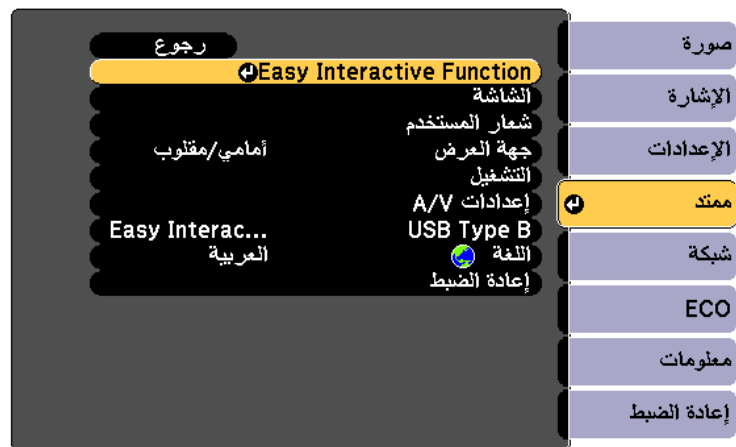 رجوع
Easy Interactive Function
الشاشة
شعار المستخدم
جهة العرض أمامي/مقلوب
التشغيل
إعدادات A/V
USB Type B Easy Interac...
اللغة العربية
إعادة الضبط
صورة
الإشارة
الإعدادات
ممتد
شبكة
ECO
معلومات
إعادة الضبط